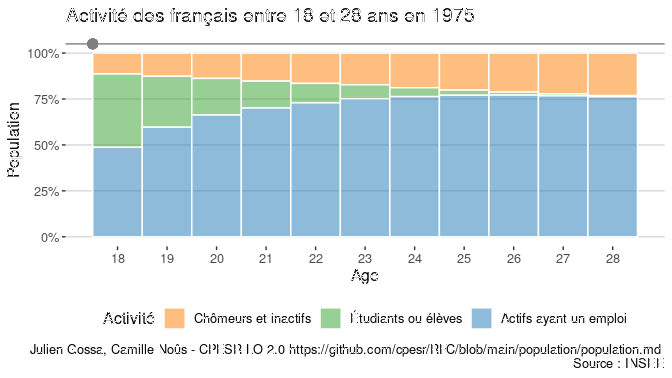 Activité des français entre 18 et 28 ans en 1975
100%
75%
50%
25%
0%
Population
18 19 20 21 22 23 24 25 26 27 28
Age
Activité Chômeurs et inactifs Étudiants ou élèves Actifs ayant un emploi
Julien Gossa, Camille Noûs - CPESR LO 2.0 https://github.com/cpesr/RFC/blob/main/population/population.md
Source : INSEE